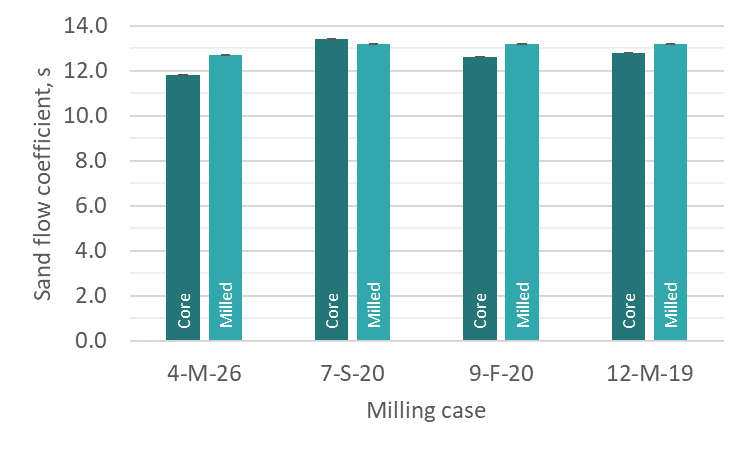 14.0
12.0
10.0
8.0
6.0
4.0
2.0
0.0
Sand flow coefficient, s
Core
Milled
Core
Milled
Core
Milled
Core
Milled
4-M-26
7-S-20
9-F-20
12-M-19
Milling case